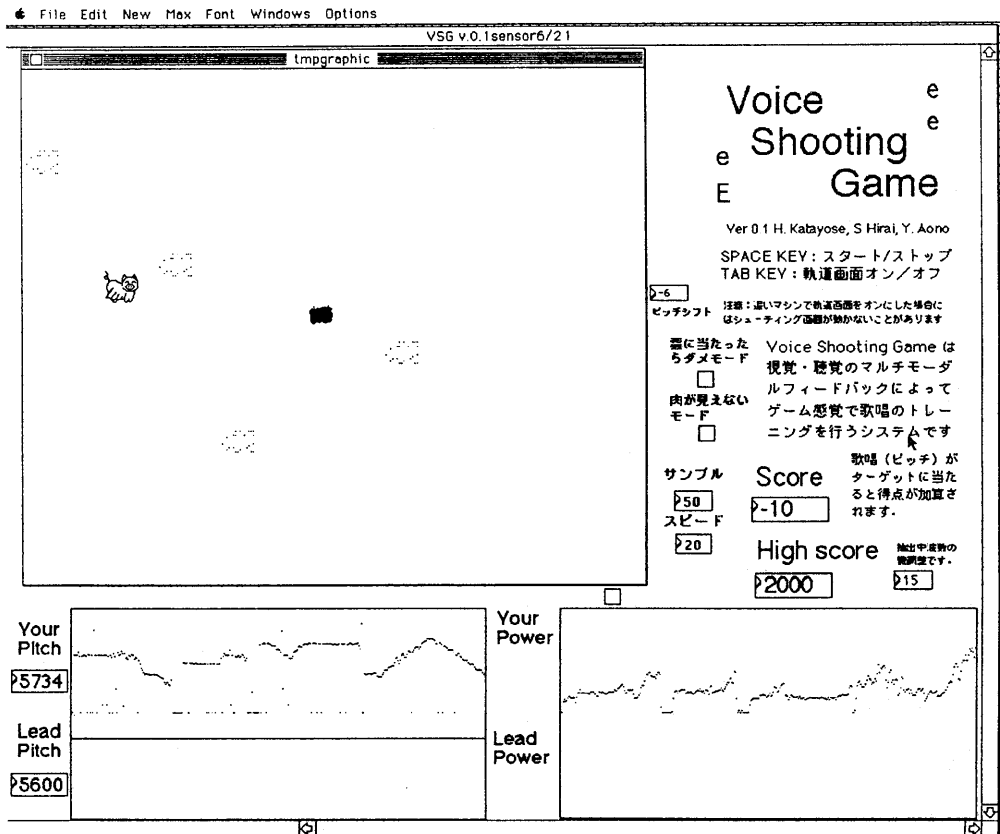 File Edit New Max Font Windows Options
VSG v.0.1sensor6/21
tmpgraphic
Voice
Shooting
Game
e
e
e
E
Ver 0 1 H. Katayose, S Hirai, Y. Aono
SPACE KEY : スタート/ストップ
TAB KEY : 軌道画面オン／オフ
-6
ピッチシフト
注意：遅いマシンで軌道画面をオンにした場合に
はシューティング画面が動かないことがあります
雲に当たった
らダメモード
肉が見えない
モード
Voice Shooting Game は
視覚・聴覚のマルチモーダ
ルフィードバックによって
ゲーム感覚で歌唱のトレー
ニングを行うシステムです
歌唱（ピッチ）が
ターゲットに当た
ると得点が加算さ
れます.
サンプル
50
スピード
20
Score
-10
High score
2000
抽出中波数の
微調整です.
15
Your
Pitch
5734
Lead
Pitch
5600
Your
Power
Lead
Power